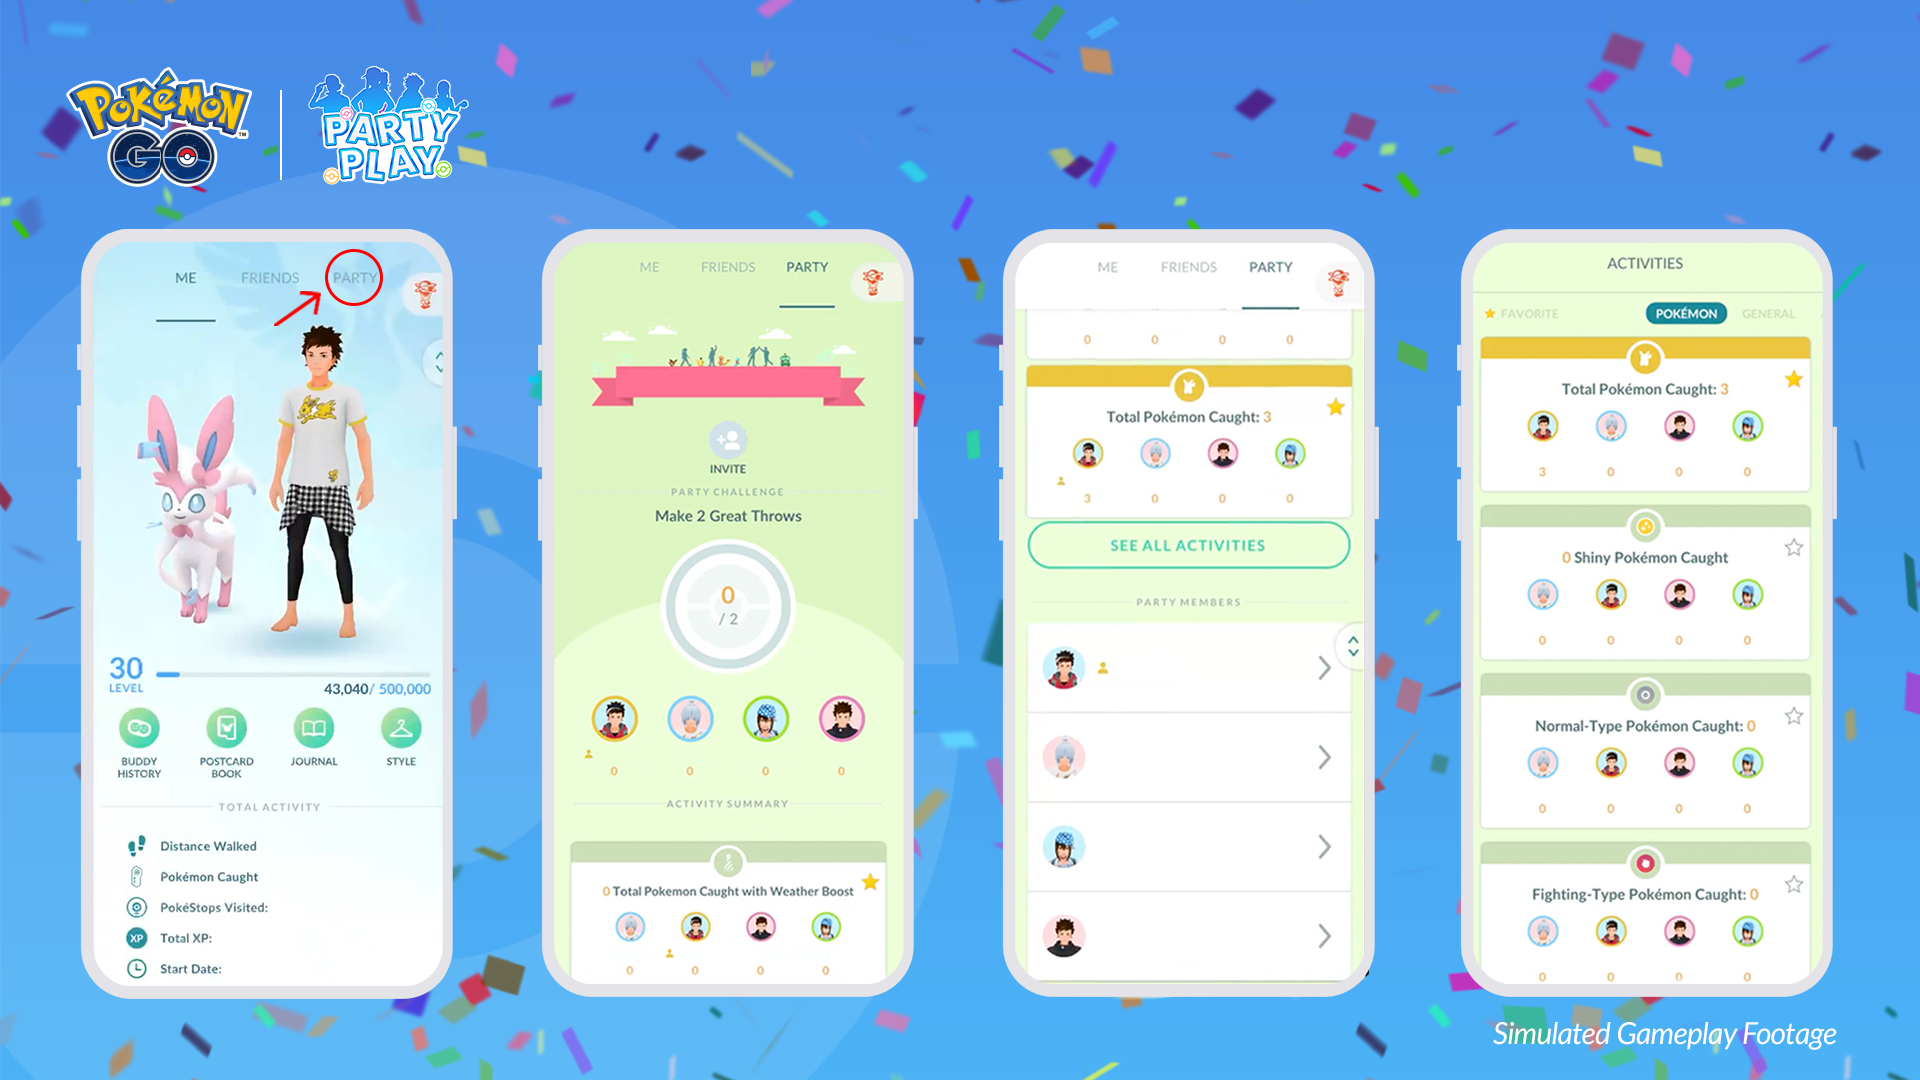 POKéMON
GO
PARTY
PLAY
ME FRIENDS PARTY
30
LEVEL
43,040/ 500,000
BUDDY
HISTORY
POSTCARD
BOOK
JOURNAL
STYLE
TOTAL ACTIVITY
Distance Walked
Pokémon Caught
PokéStops Visited:
XP Total XP:
Start Date:
ME FRIENDS PARTY
INVITE
PARTY CHALLENGE
Make 2 Great Throws
0
/ 2
0 0 0 0
ACTIVITY SUMMARY
0 Total Pokemon Caught with Weather Boost
0 0 0 0
ME FRIENDS PARTY
0 0 0 0
Total Pokémon Caught: 3
3 0 0 0
SEE ALL ACTIVITIES
PARTY MEMBERS
ACTIVITIES
FAVORITE POKÉMON GENERAL
Total Pokémon Caught: 3
3 0 0 0
0 Shiny Pokémon Caught
0 0 0 0
Normal-Type Pokémon Caught: 0
0 0 0 0
Fighting-Type Pokémon Caught: 0
0 0 0 0
Simulated Gameplay Footage